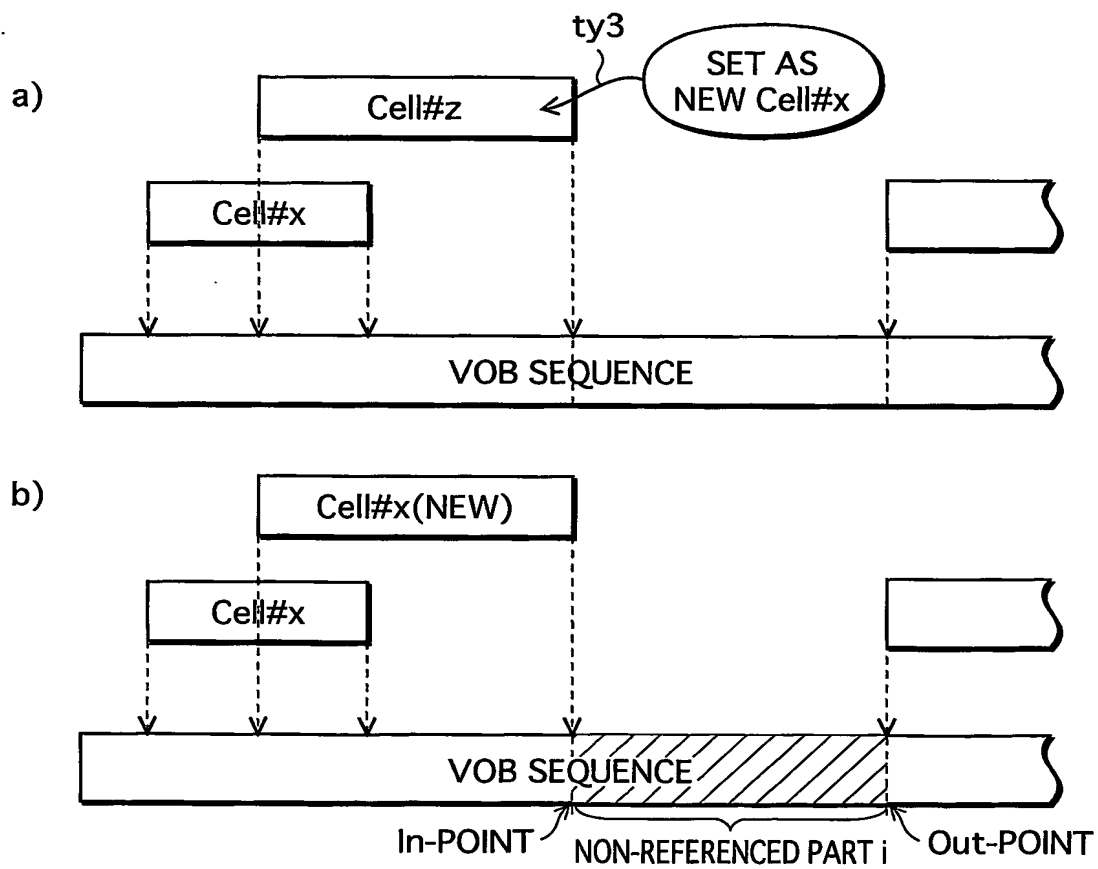 ty3
SET AS
NEW Cell#x
a)
Cell#z
Cell#x
VOB SEQUENCE
b)
Cell#x(NEW)
Cell#x
VOB SEQUENCE
In-POINT
NON-REFERENCED PART i
Out-POINT